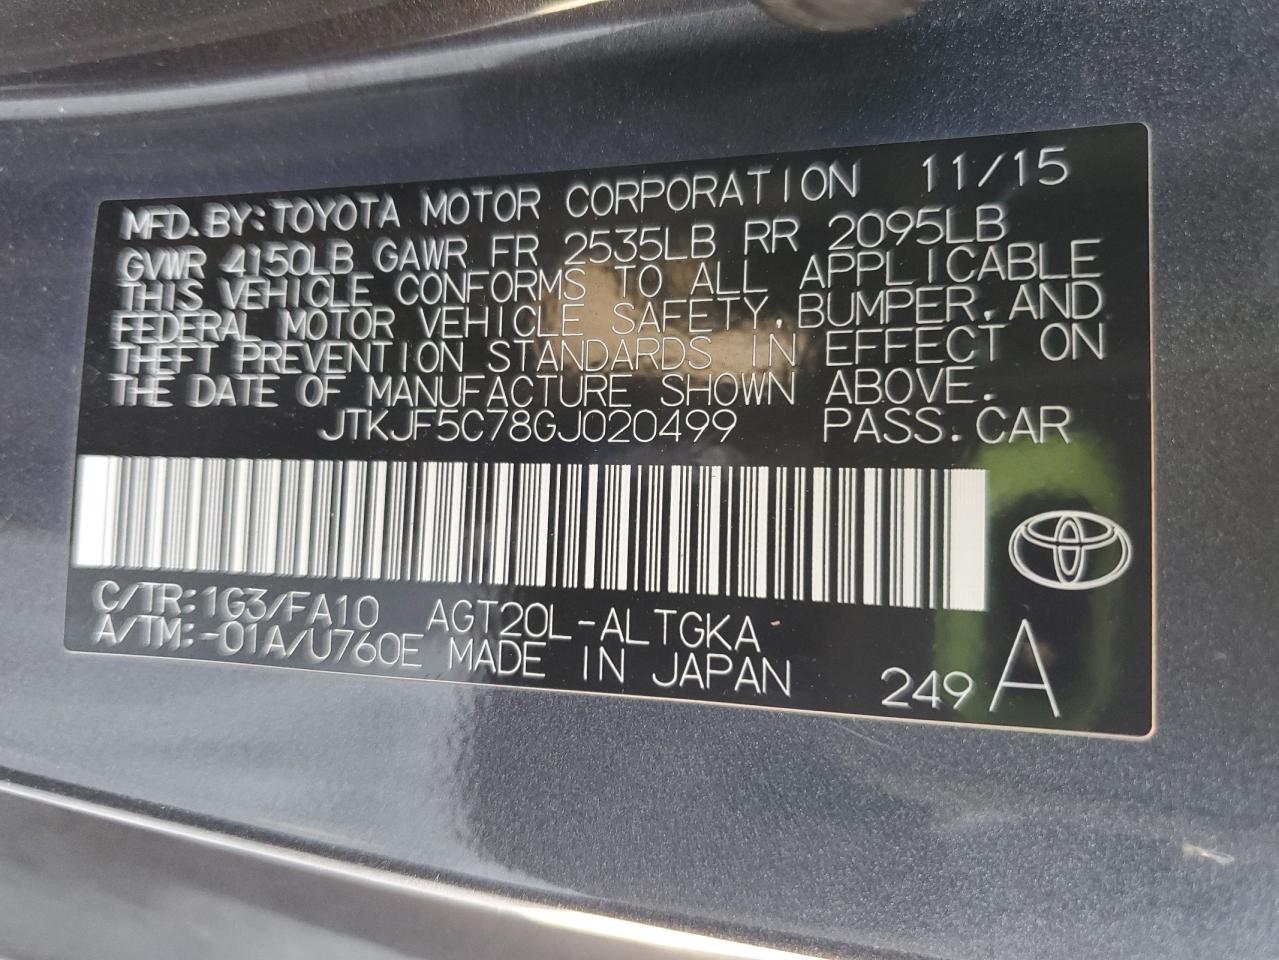 MFD. BY: TOYOTA MOTOR CORPORATION 11/15
GVWR 4150LB GAWR FR 2535LB RR 2095LB
THIS VEHICLE CONFORMS TO ALL APPLICABLE
FEDERAL MOTOR VEHICLE SAFETY, BUMPER, AND
THEFT PREVENTION STANDARDS IN EFFECT ON
THE DATE OF MANUFACTURE SHOWN ABOVE.
JTKJF5C78GJ020499 PASS. CAR
C/TR: 1G3/FA10 AGT20L-ALTGKA
A/TM: -01A/U760E MADE IN JAPAN
249 A